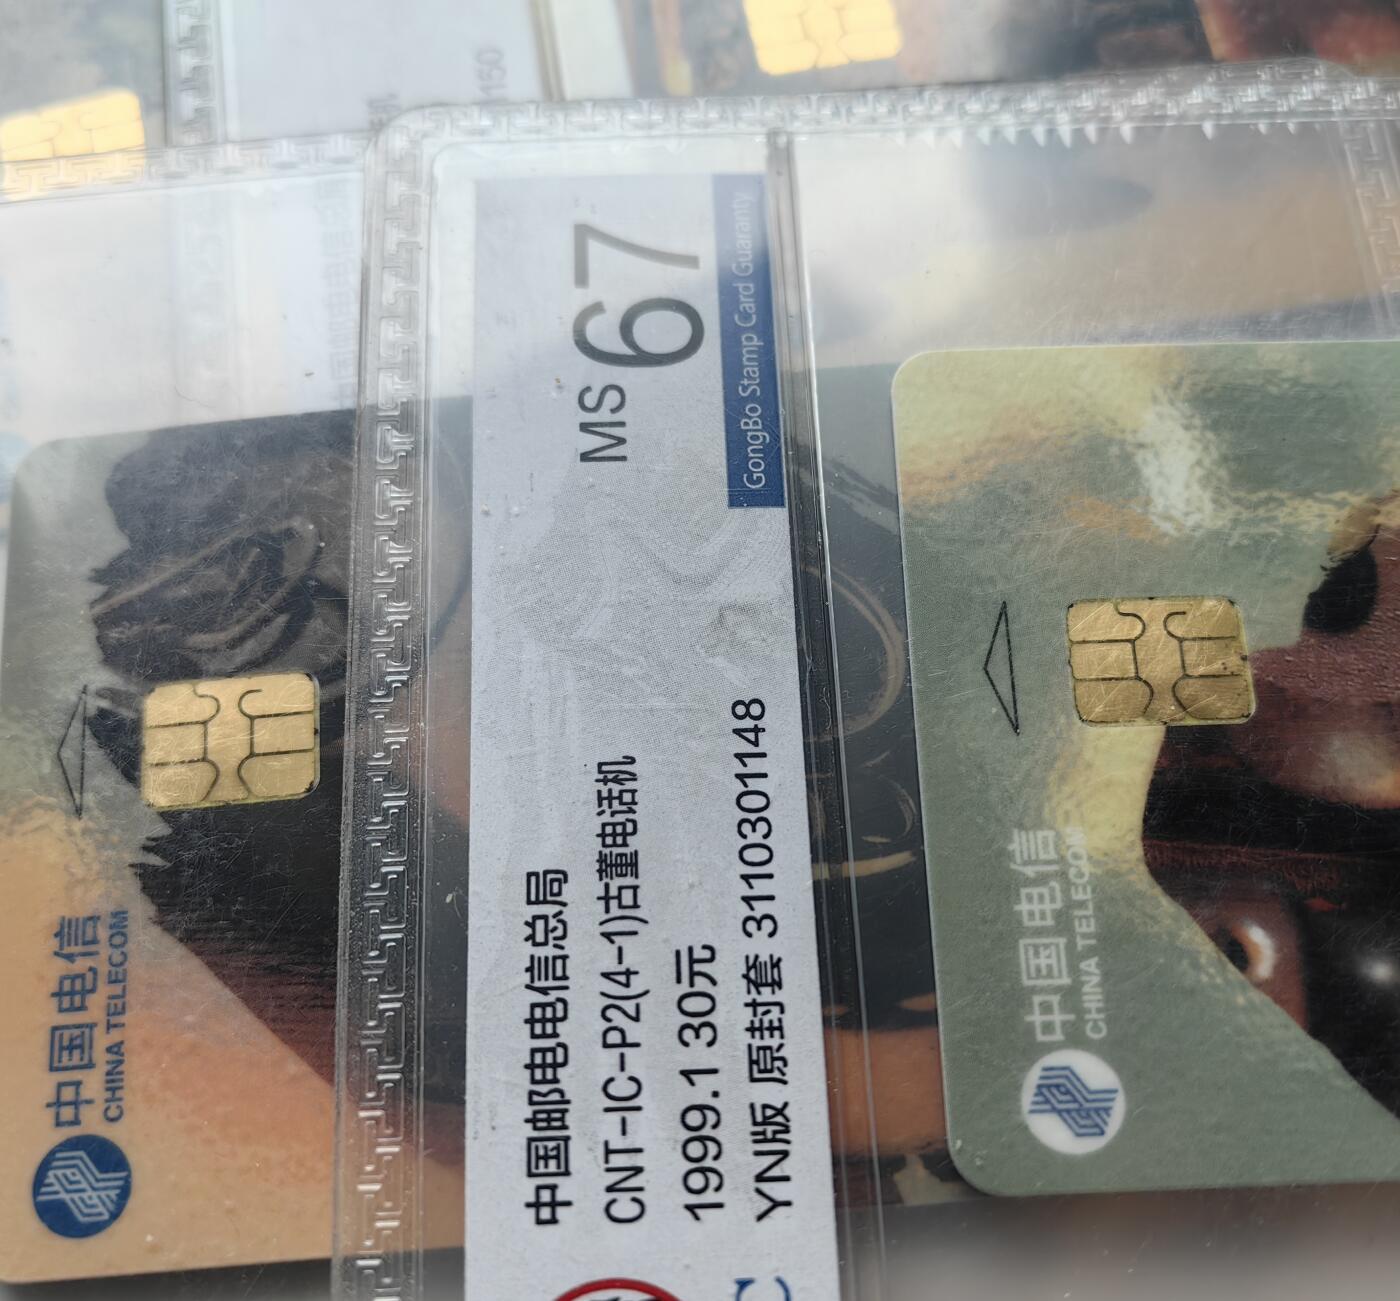 150
MS 67
GongBo Stamp Card Guaranty
中国邮电电信总局
CNT-IC-P2(4-1)古董电话机
1999.1 30元
YN版 原封套 3110301148
中国电信
CHINA TELECOM
中国电信
CHINA TELECOM